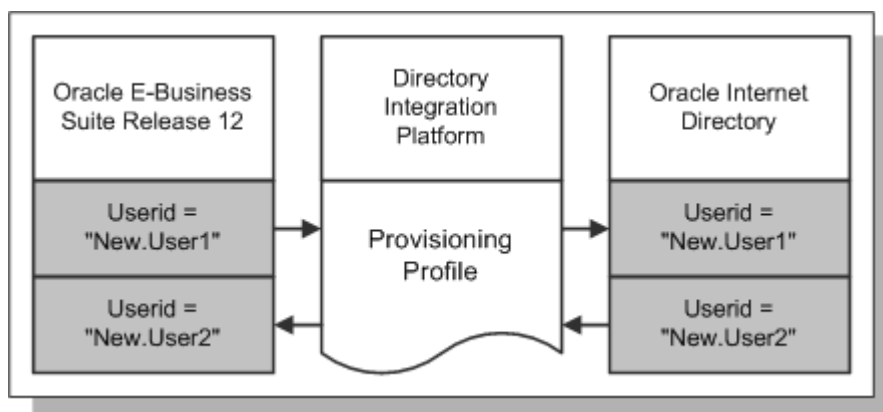 Oracle E-Business
Suite Release 12
Directory
Integration
Platform
Oracle Internet
Directory
Userid =
"New.User1"
Provisioning
Profile
Userid =
"New.User1"
Userid =
"New.User2"
Userid =
"New.User2"